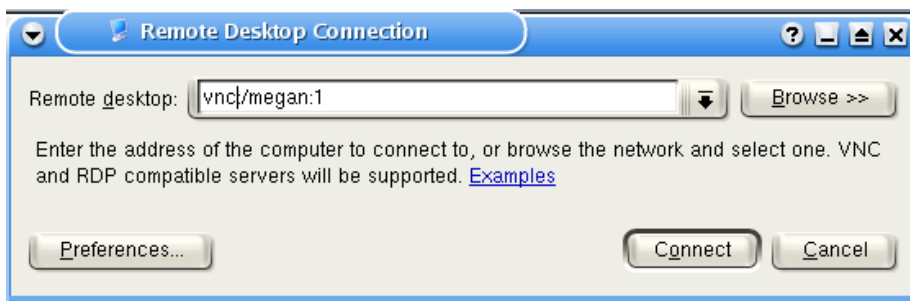 Remote Desktop Connection
Remote desktop: vnc:/megan:1 Browse >>
Enter the address of the computer to connect to, or browse the network and select one. VNC
and RDP compatible servers will be supported. Examples
Preferences... Connect Cancel